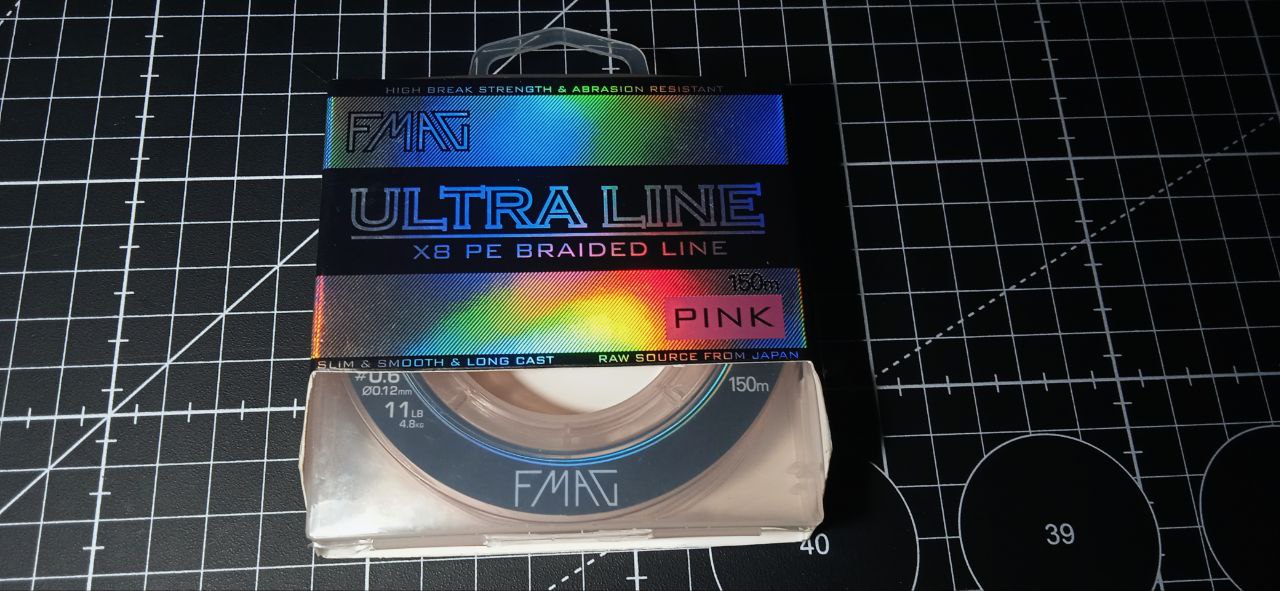 HIGH BREAK STRENGTH & ABRASION RESISTANT
FMAG
ULTRA LINE
X8 PE BRAIDED LINE
150m
PINK
SLIM & SMOOTH & LONG CAST RAW SOURCE FROM JAPAN
#0.6
Ø0.12mm
150m
11LB
4.8KG
FMAG
40
39